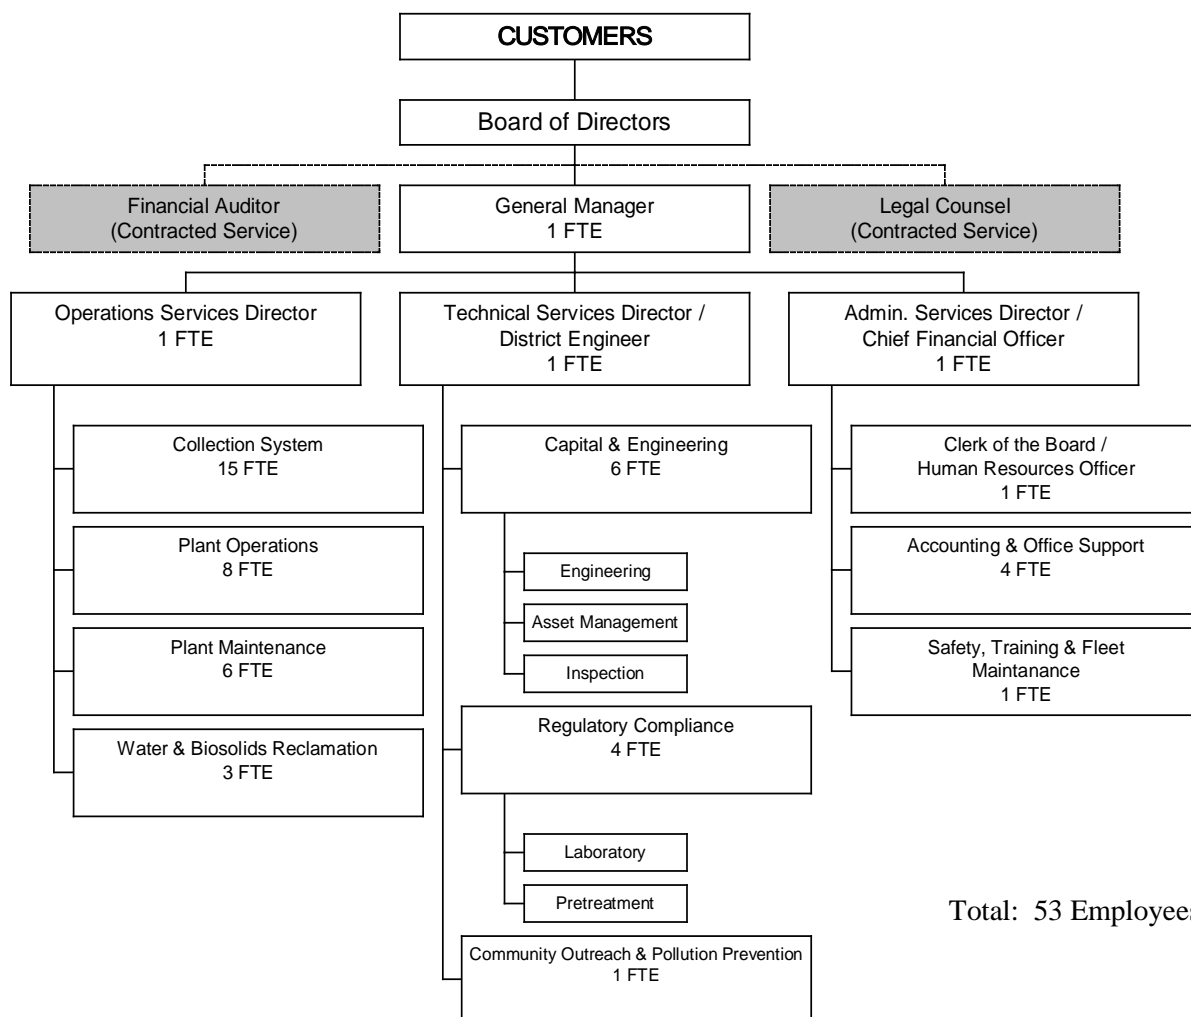 CUSTOMERS
Board of Directors
Financial Auditor
(Contracted Service)
General Manager
1 FTE
Legal Counsel
(Contracted Service)
Operations Services Director
1 FTE
Technical Services Director /
District Engineer
1 FTE
Admin. Services Director /
Chief Financial Officer
1 FTE
Collection System
15 FTE
Plant Operations
8 FTE
Plant Maintenance
6 FTE
Water & Biosolids Reclamation
3 FTE
Capital & Engineering
6 FTE
Engineering
Asset Management
Inspection
Regulatory Compliance
4 FTE
Laboratory
Pretreatment
Community Outreach & Pollution Prevention
1 FTE
Clerk of the Board /
Human Resources Officer
1 FTE
Accounting & Office Support
4 FTE
Safety, Training & Fleet
Maintanance
1 FTE
Total: 53 Employees